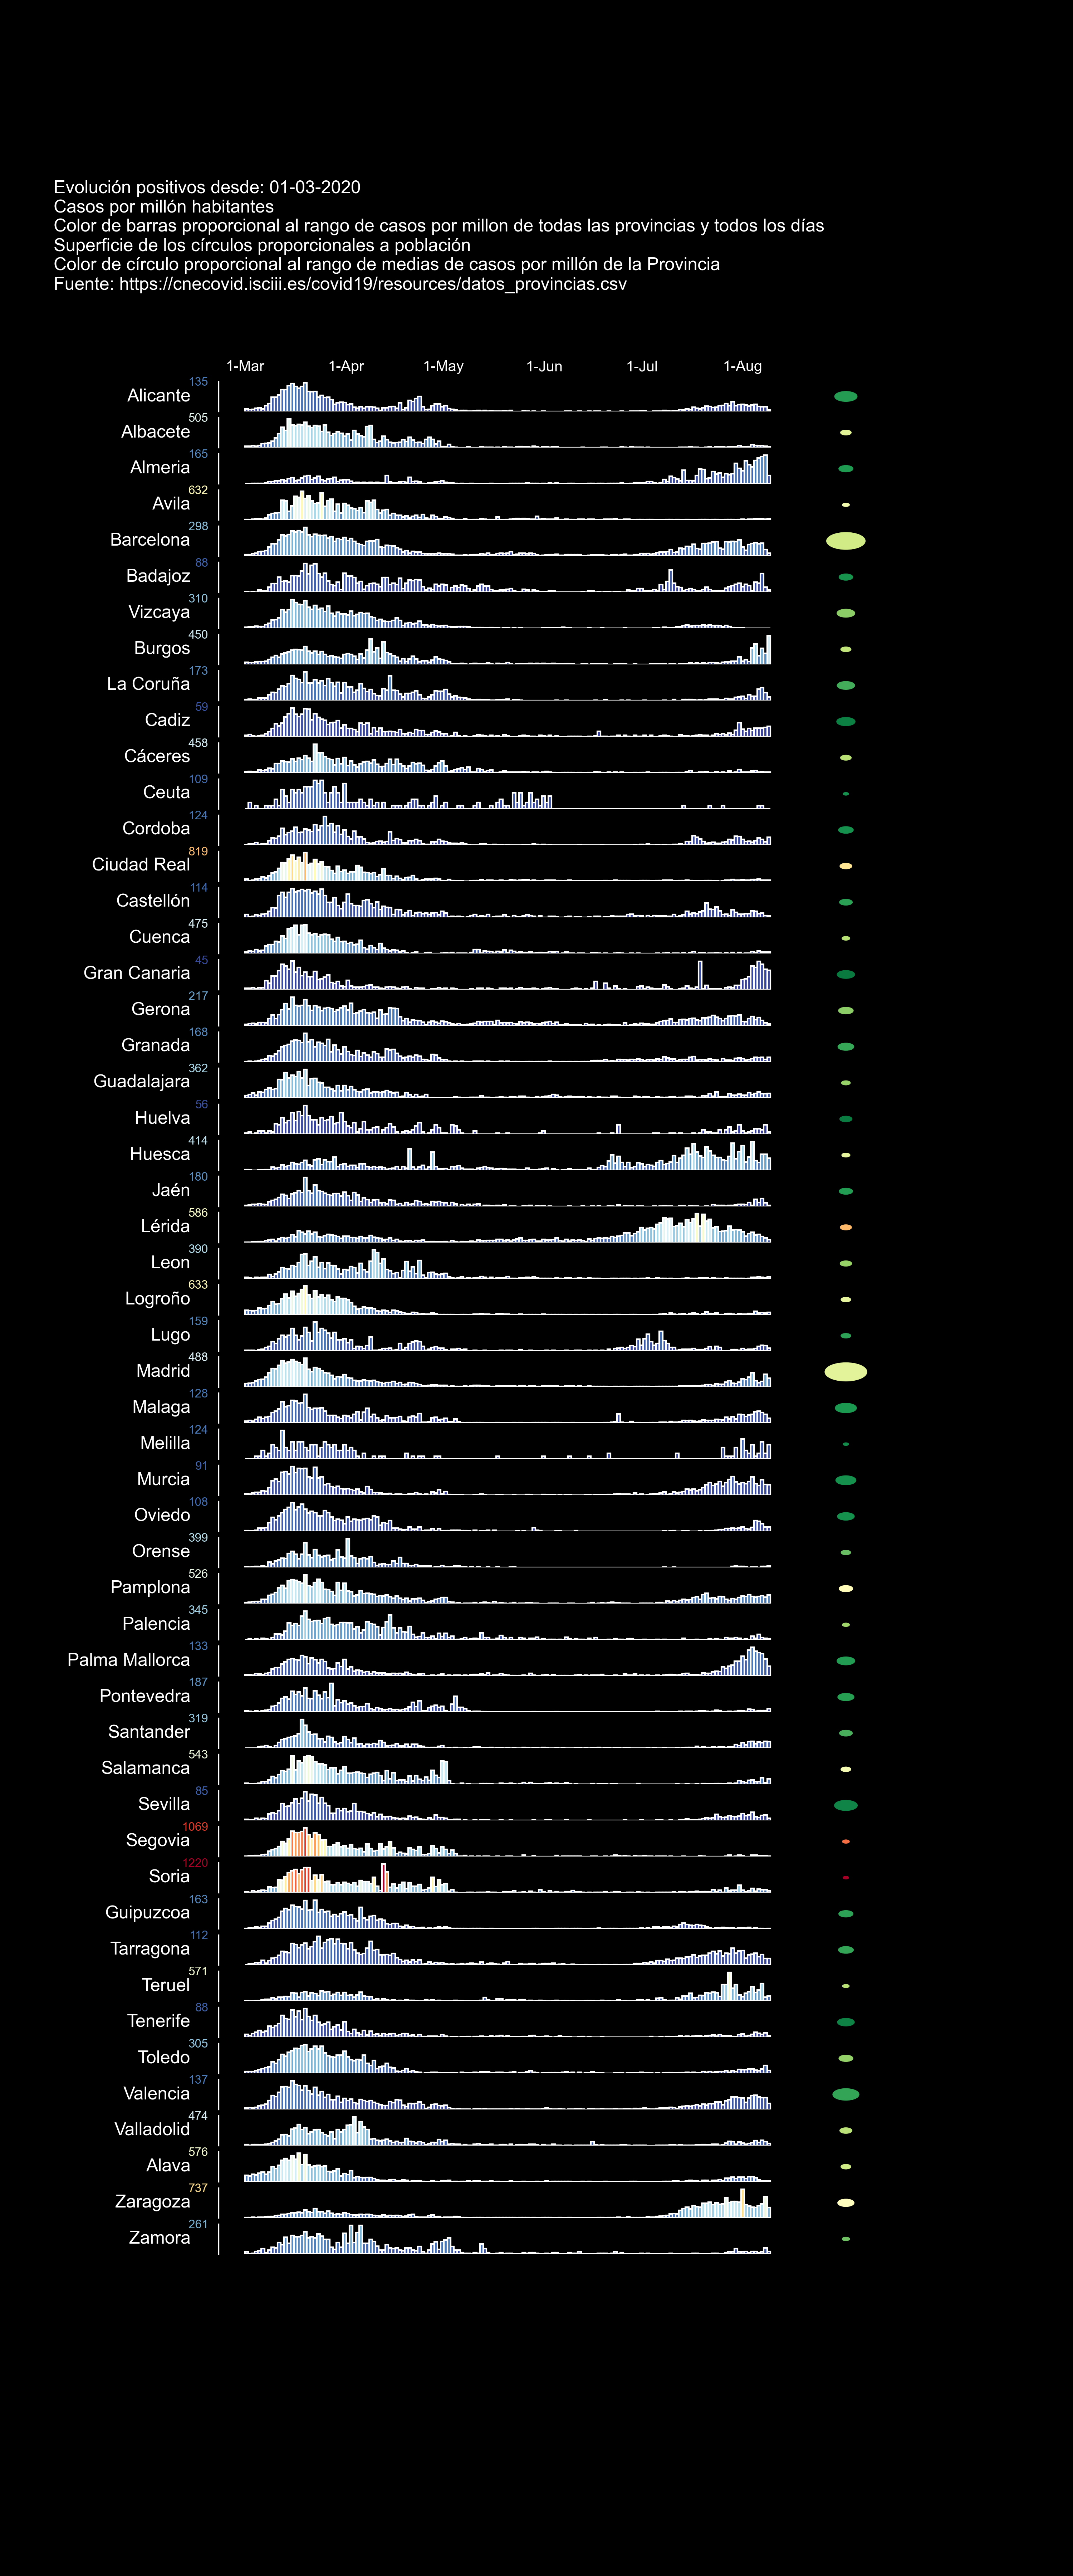 Evolución positivos desde: 01-03-2020
Casos por millón habitantes
Color de barras proporcional al rango de casos por millon de todas las provincias y todos los días
Superficie de los círculos proporcionales a población
Color de círculo proporcional al rango de medias de casos por millón de la Provincia
Fuente: https://cnecovid.isciii.es/covid19/resources/datos_provincias.csv
1-Mar 1-Apr 1-May 1-Jun 1-Jul 1-Aug
Alicante 135
Albacete 505
Almeria 165
Avila 632
Barcelona 298
Badajoz 88
Vizcaya 310
Burgos 450
La Coruña 173
Cadiz 59
Cáceres 458
Ceuta 109
Cordoba 124
Ciudad Real 819
Castellón 114
Cuenca 475
Gran Canaria 45
Gerona 217
Granada 168
Guadalajara 362
Huelva 56
Huesca 414
Jaén 180
Lérida 586
Leon 390
Logroño 633
Lugo 159
Madrid 488
Malaga 128
Melilla 124
Murcia 91
Oviedo 108
Orense 399
Pamplona 526
Palencia 345
Palma Mallorca 133
Pontevedra 187
Santander 319
Salamanca 543
Sevilla 85
Segovia 1069
Soria 1220
Guipuzcoa 163
Tarragona 112
Teruel 571
Tenerife 88
Toledo 305
Valencia 137
Valladolid 474
Alava 576
Zaragoza 737
Zamora 261